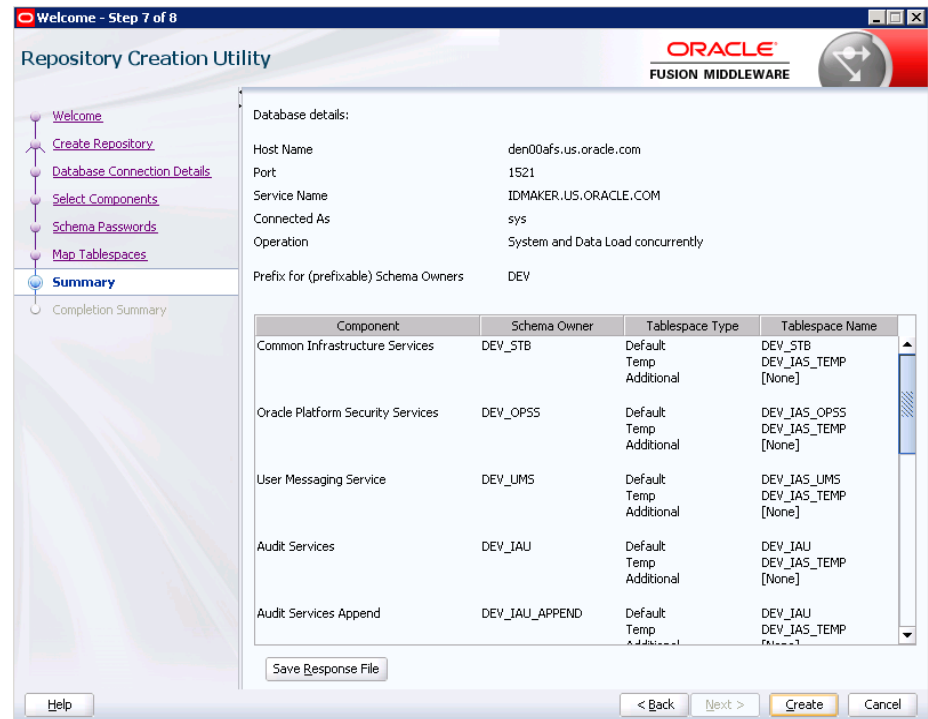 Welcome - Step 7 of 8
Repository Creation Utility
ORACLE
FUSION MIDDLEWARE
Welcome
Create Repository
Database Connection Details
Select Components
Schema Passwords
Map Tablespaces
Summary
Completion Summary
Database details:
Host Name den00afs.us.oracle.com
Port 1521
Service Name IDMAKER.US.ORACLE.COM
Connected As sys
Operation System and Data Load concurrently
Prefix for (prefixable) Schema Owners DEV
Component Schema Owner Tablespace Type Tablespace Name
Common Infrastructure Services DEV_STB Default DEV_STB
Temp DEV_IAS_TEMP
Additional [None]
Oracle Platform Security Services DEV_OPSS Default DEV_IAS_OPSS
Temp DEV_IAS_TEMP
Additional [None]
User Messaging Service DEV_UMS Default DEV_IAS_UMS
Temp DEV_IAS_TEMP
Additional [None]
Audit Services DEV_IAU Default DEV_IAU
Temp DEV_IAS_TEMP
Additional [None]
Audit Services Append DEV_IAU_APPEND Default DEV_IAU
Temp DEV_IAS_TEMP
Additional [None]
Save Response File
Help < Back Next > Create Cancel